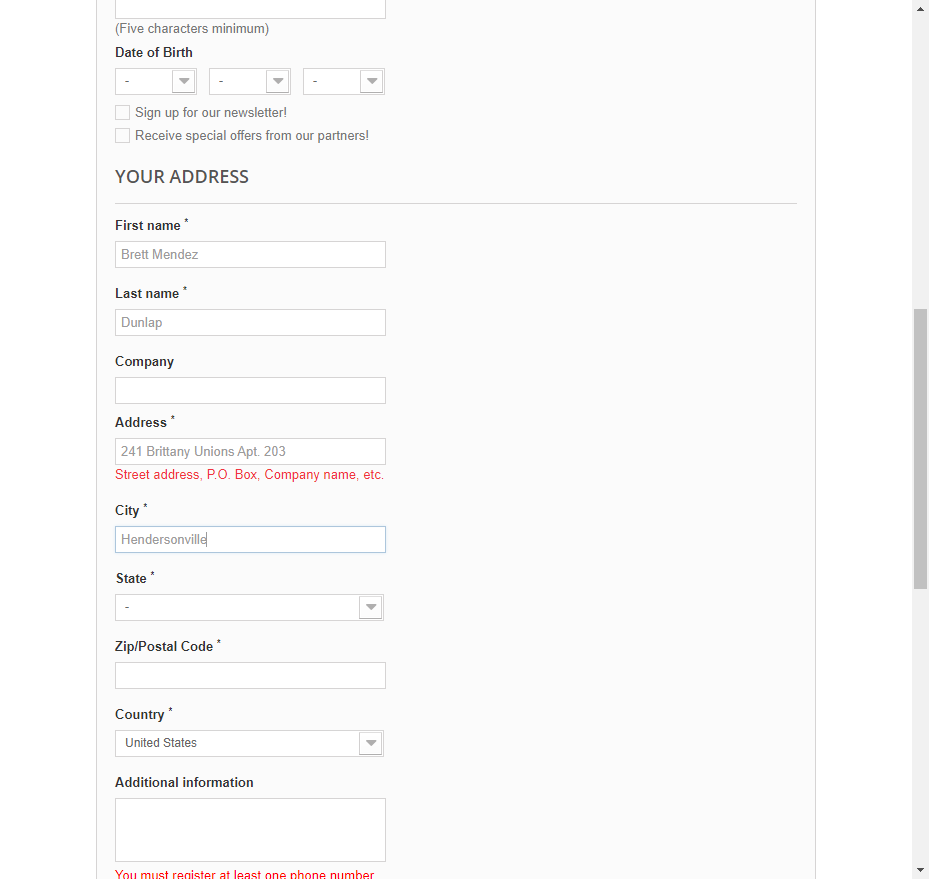 (Five characters minimum)
Date of Birth
- - -
Sign up for our newsletter!
Receive special offers from our partners!
YOUR ADDRESS
First name *
Brett Mendez
Last name *
Dunlap
Company
Address *
241 Brittany Unions Apt. 203
Street address, P.O. Box, Company name, etc.
City *
Hendersonville
State *
-
Zip/Postal Code *
Country *
United States
Additional information
You must register at least one phone number